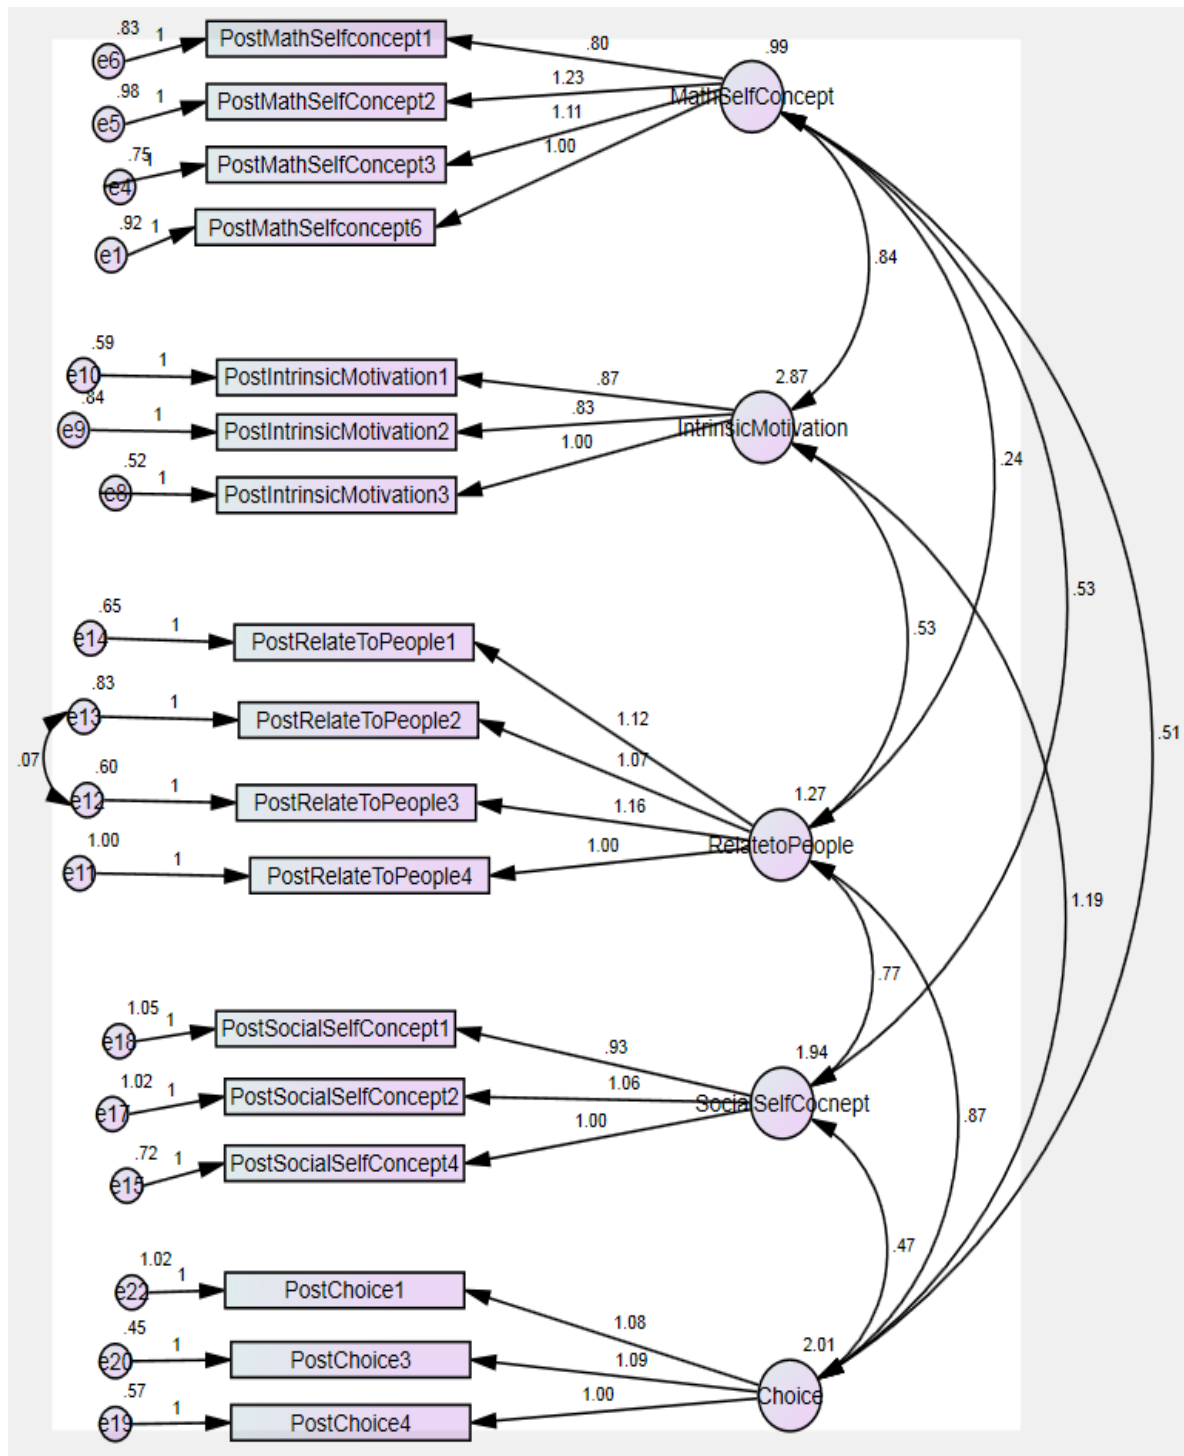 .83 1 PostMathSelfconcept1 .80 .99
e6
.98 1 PostMathSelfConcept2 1.23 MathSelfConcept
e5 1.11
.75 1 PostMathSelfConcept3 1.00
e4
.92 1 PostMathSelfconcept6
e1 .84
.59 1 PostIntrinsicMotivation1 .87 2.87
e10
.84 1 PostIntrinsicMotivation2 .83 IntrinsicMotivation
e9
.52 1 PostIntrinsicMotivation3 1.00 .24
e8
.53
.65 1 PostRelateToPeople1 .53
e14
.83 1 PostRelateToPeople2 1.12
e13 .51
.07 .60 1 PostRelateToPeople3 1.07 1.27
e12 1.16
1.00 1 PostRelateToPeople4 1.00 RelatetoPeople
e11 1.19
.77
1.05 1 PostSocialSelfConcept1 .93 1.94
e18
1.02 1 PostSocialSelfConcept2 1.06 SocialSelfCocnept
e17 .87
.72 1 PostSocialSelfConcept4 1.00
e15
.47
1.02 1 PostChoice1 1.08
e22
.45 1 PostChoice3 1.09 2.01
e20
.57 1 PostChoice4 1.00 Choice
e19